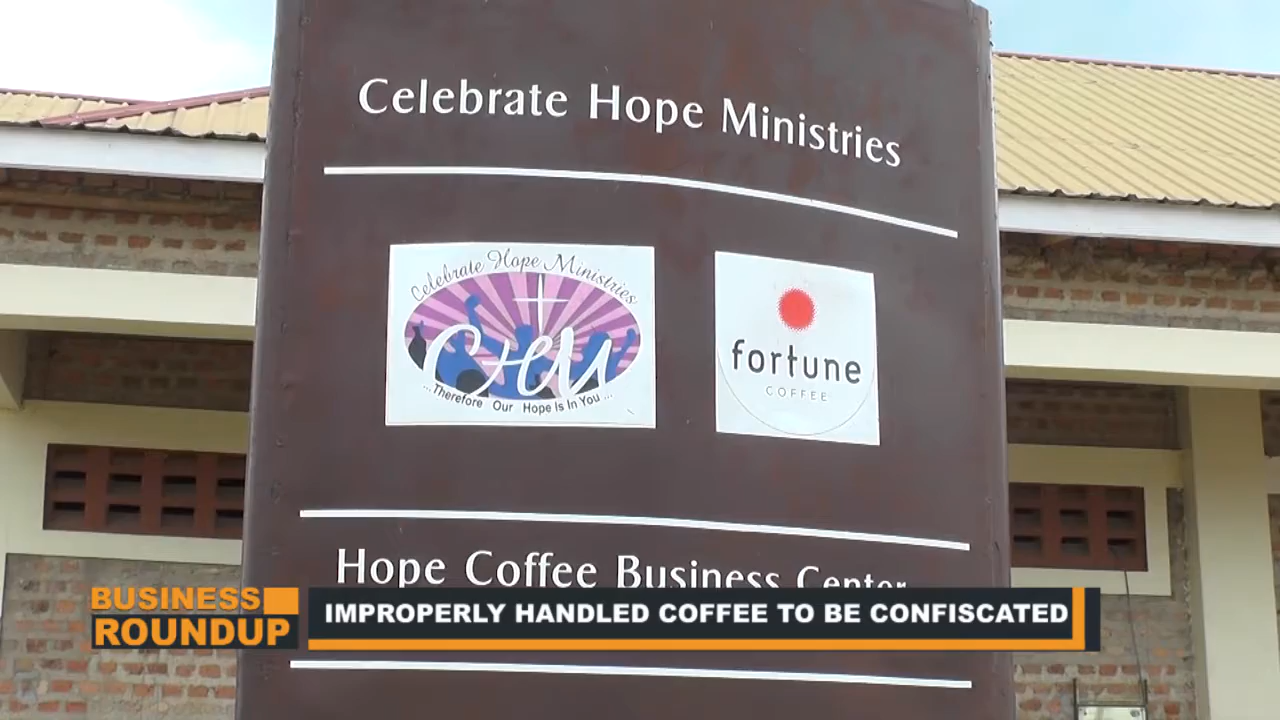 Celebrate Hope Ministries
Celebrate Hope Ministries
CHM
...Therefore Our Hope Is In You...
fortune
COFFEE
Hope Coffee Business Center
BUSINESS
ROUNDUP
IMPROPERLY HANDLED COFFEE TO BE CONFISCATED